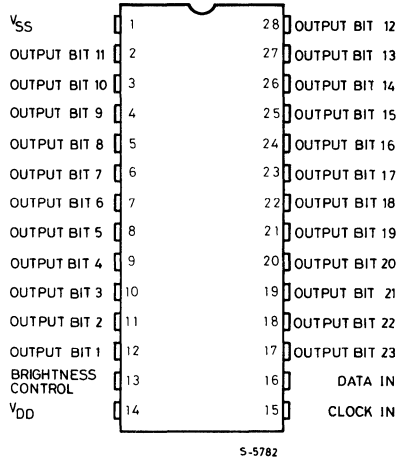 VSS 1 28 OUTPUT BIT 12
OUTPUT BIT 11 2 27 OUTPUT BIT 13
OUTPUT BIT 10 3 26 OUTPUT BIT 14
OUTPUT BIT 9 4 25 OUTPUT BIT 15
OUTPUT BIT 8 5 24 OUTPUT BIT 16
OUTPUT BIT 7 6 23 OUTPUT BIT 17
OUTPUT BIT 6 7 22 OUTPUT BIT 18
OUTPUT BIT 5 8 21 OUTPUT BIT 19
OUTPUT BIT 4 9 20 OUTPUT BIT 20
OUTPUT BIT 3 10 19 OUTPUT BIT 21
OUTPUT BIT 2 11 18 OUTPUT BIT 22
OUTPUT BIT 1 12 17 OUTPUT BIT 23
BRIGHTNESS
CONTROL 13 16 DATA IN
VDD 14 15 CLOCK IN
S-5782